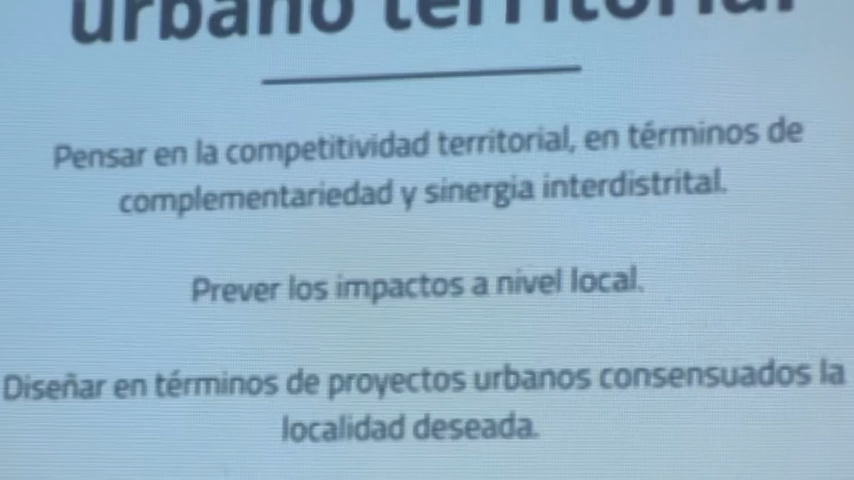 urbano territorial
Pensar en la competitividad territorial, en términos de
complementariedad y sinergia interdistrital.
Prever los impactos a nivel local.
Diseñar en términos de proyectos urbanos consensuados la
localidad deseada.